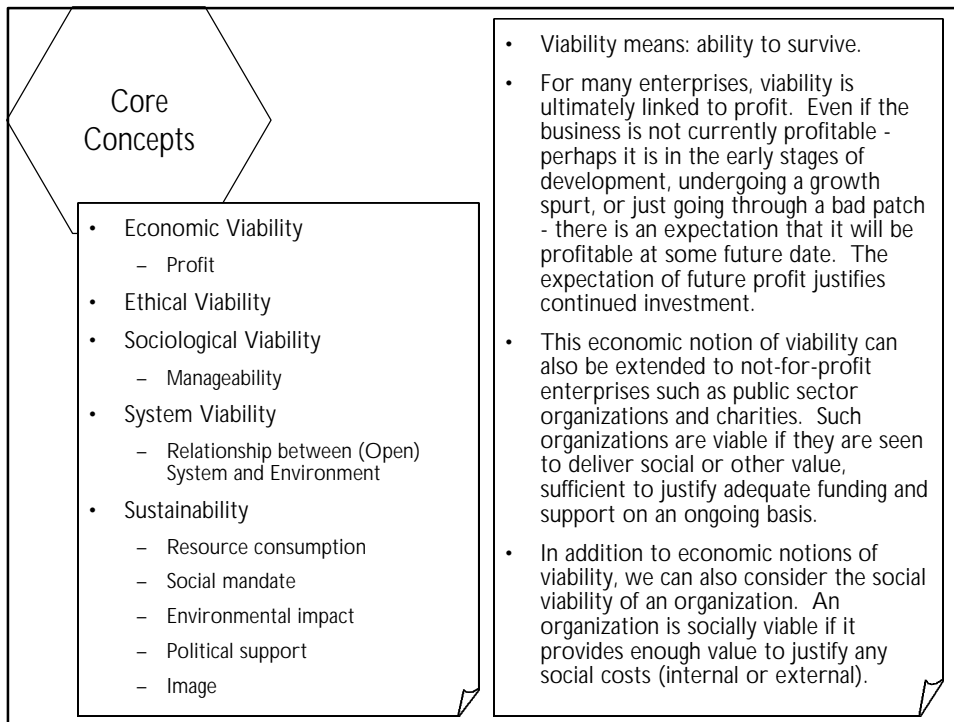 Core
Concepts
• Economic Viability
– Profit
• Ethical Viability
• Sociological Viability
– Manageability
• System Viability
– Relationship between (Open)
System and Environment
• Sustainability
– Resource consumption
– Social mandate
– Environmental impact
– Political support
– Image
• Viability means: ability to survive.
• For many enterprises, viability is
ultimately linked to profit. Even if the
business is not currently profitable -
perhaps it is in the early stages of
development, undergoing a growth
spurt, or just going through a bad patch
- there is an expectation that it will be
profitable at some future date. The
expectation of future profit justifies
continued investment.
• This economic notion of viability can
also be extended to not-for-profit
enterprises such as public sector
organizations and charities. Such
organizations are viable if they are seen
to deliver social or other value,
sufficient to justify adequate funding and
support on an ongoing basis.
• In addition to economic notions of
viability, we can also consider the social
viability of an organization. An
organization is socially viable if it
provides enough value to justify any
social costs (internal or external).